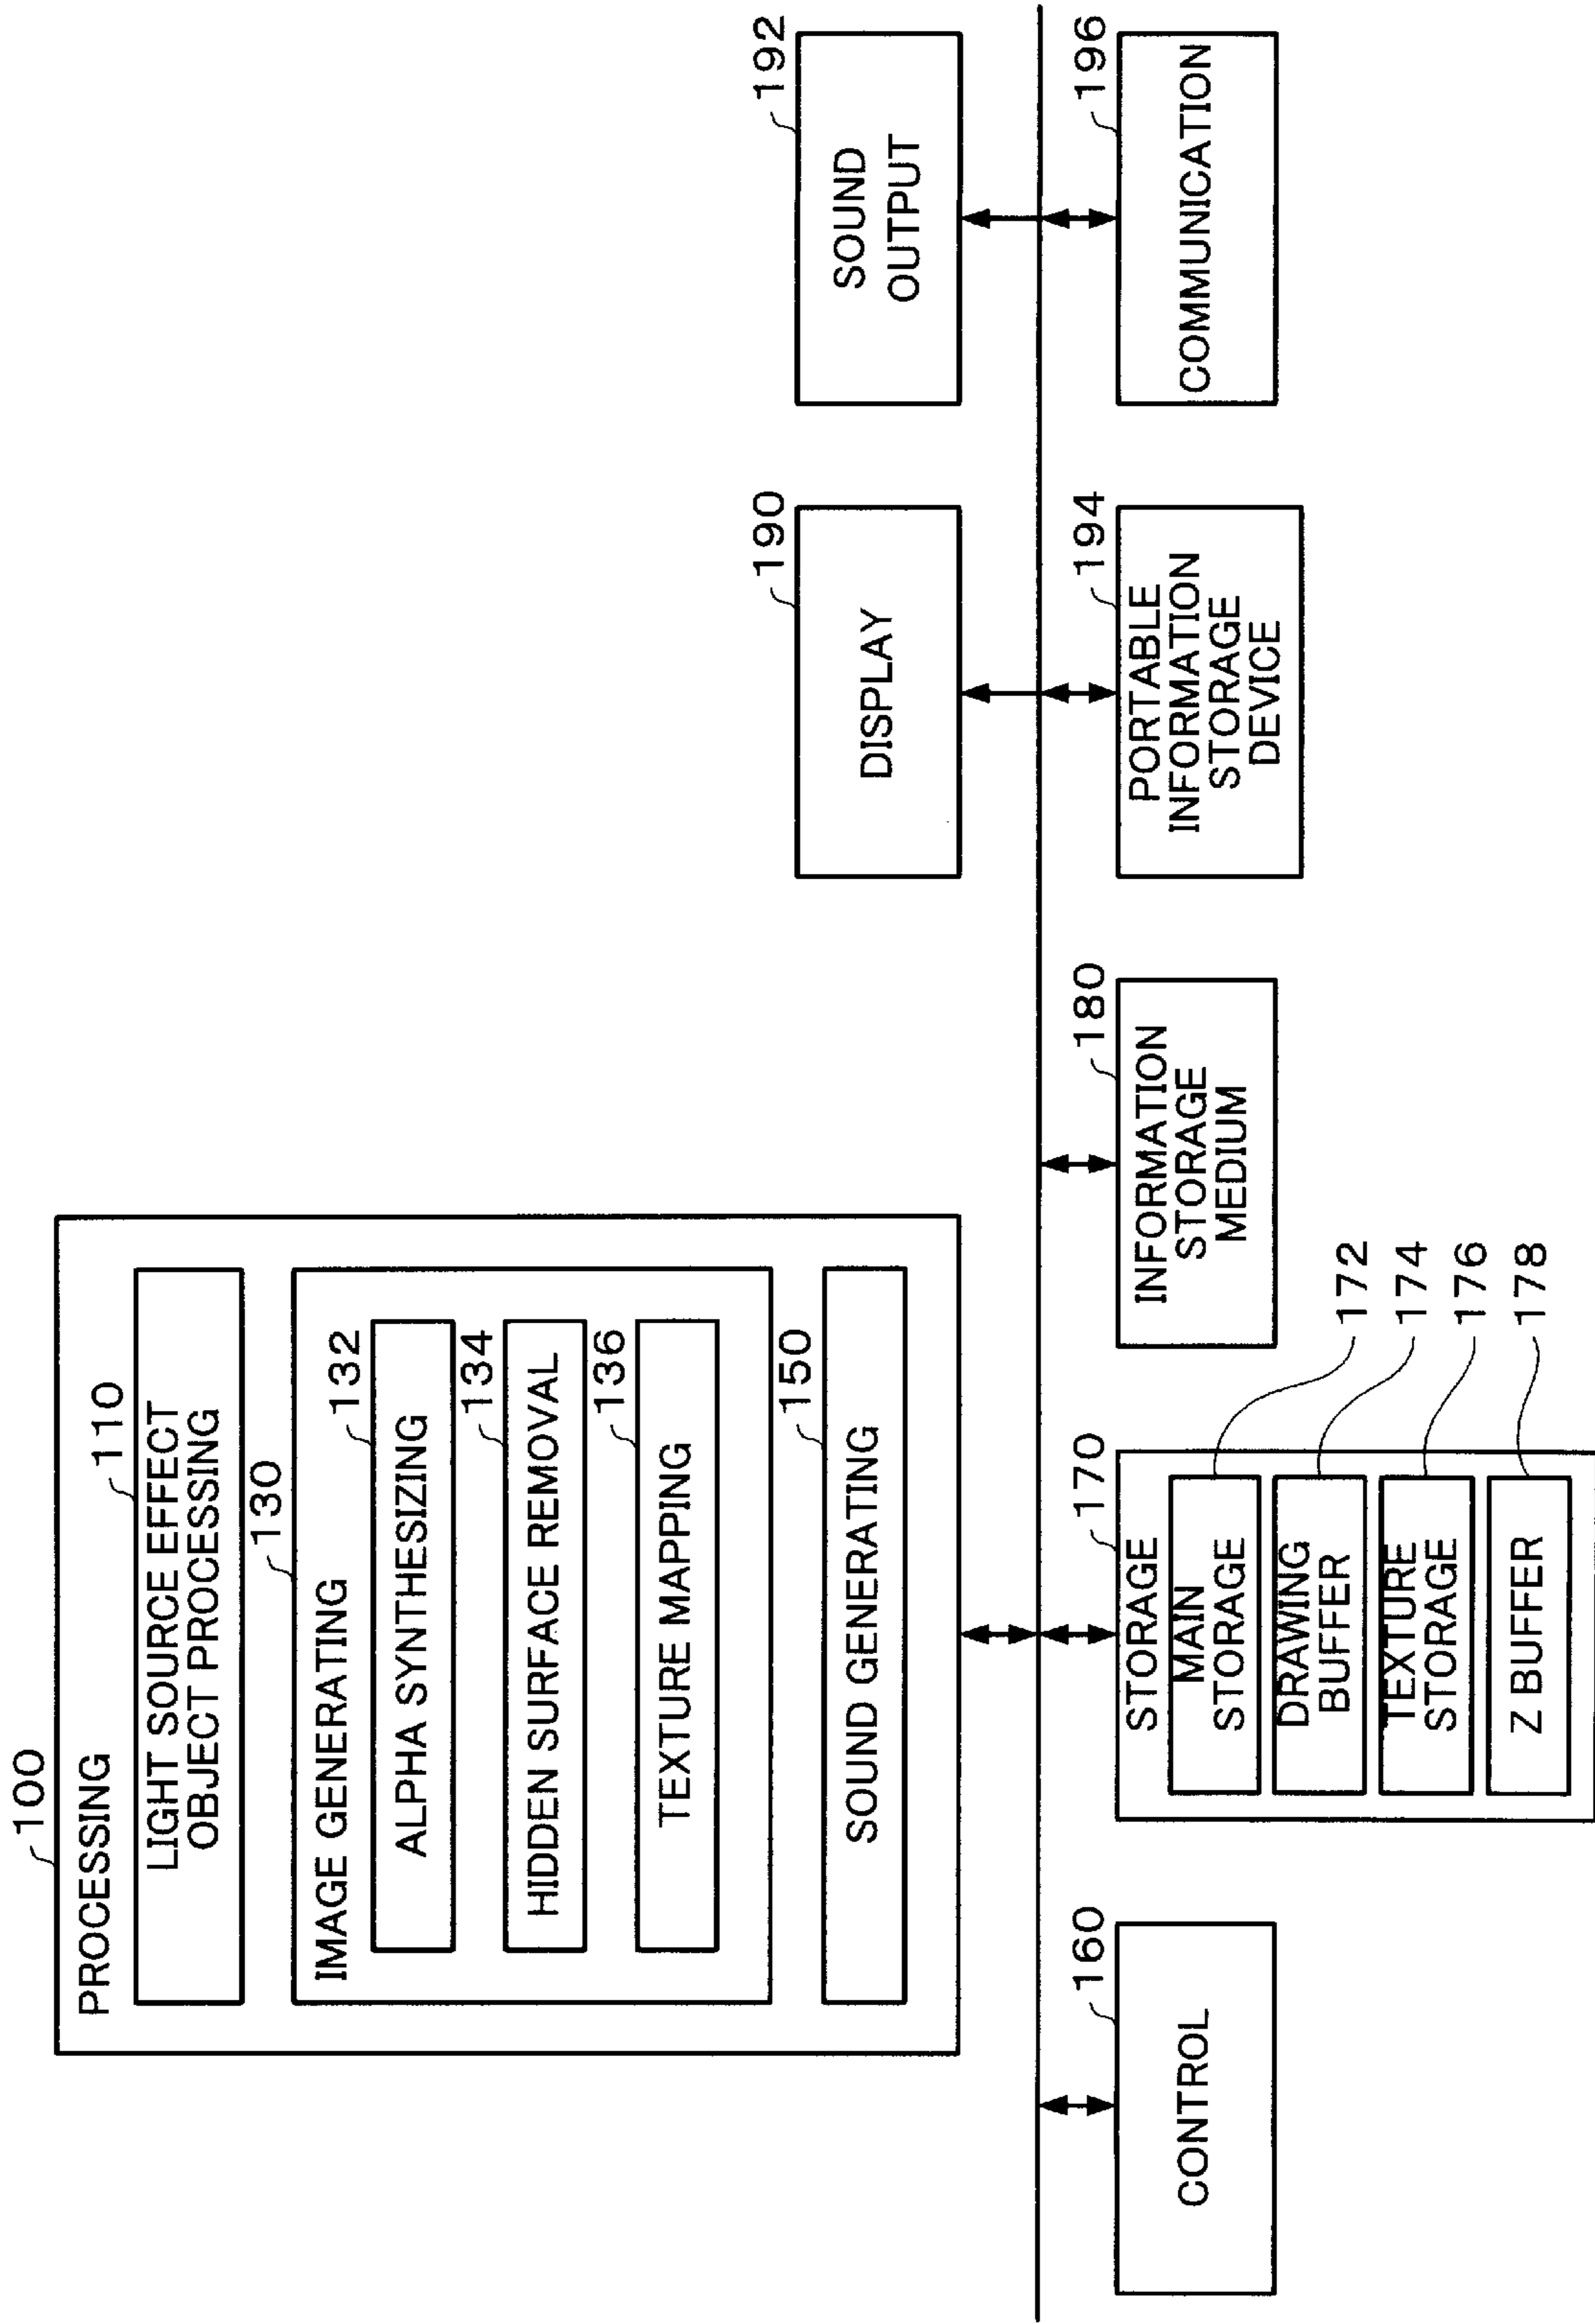 100
PROCESSING
110
LIGHT SOURCE EFFECT
OBJECT PROCESSING
130
IMAGE GENERATING
132
ALPHA SYNTHESIZING
134
HIDDEN SURFACE REMOVAL
136
TEXTURE MAPPING
150
SOUND GENERATING
190
DISPLAY
192
SOUND
OUTPUT
160
CONTROL
170
STORAGE
MAIN
STORAGE
172
DRAWING
BUFFER
174
TEXTURE
STORAGE
176
Z BUFFER
178
180
INFORMATION
STORAGE
MEDIUM
194
PORTABLE
INFORMATION
STORAGE
DEVICE
196
COMMUNICATION